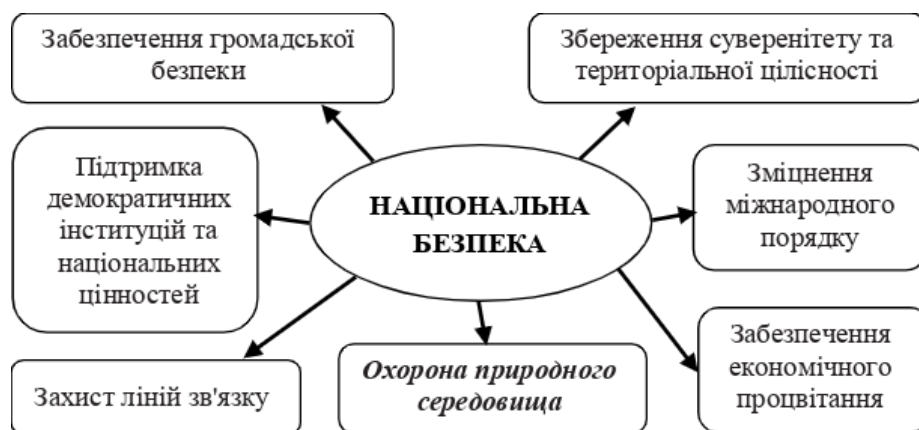 Забезпечення громадської
безпеки
Збереження суверенітету та
територіальної цілісності
Підтримка
демократичних
інституцій та
національних
цінностей
НАЦІОНАЛЬНА
БЕЗПЕКА
Зміцнення
міжнародного
порядку
Захист ліній зв'язку
Охорона природного
середовища
Забезпечення
економічного
процвітання